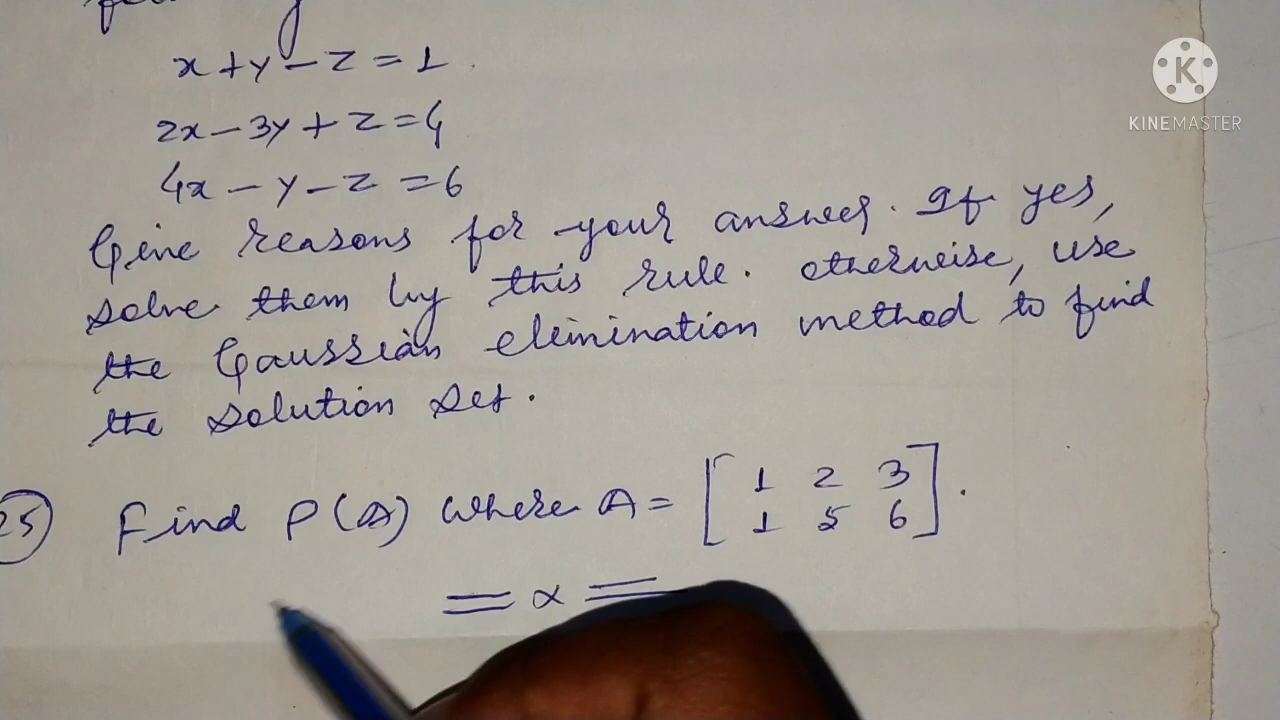 x + y - z = 1
2x - 3y + z = 4
4x - y - z = 6
Give reasons for your answer. If yes,
solve them by this rule. otherwise, use
the Gaussian elimination method to find
the solution set.
25) Find ρ(A) where A = [ 1 2 3
1 5 6 ].
= α =
K
KINEMASTER